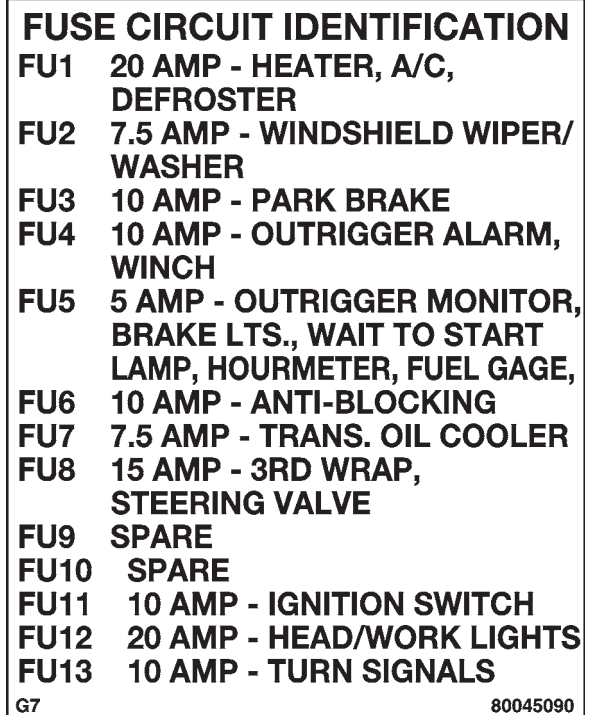 FUSE CIRCUIT IDENTIFICATION
FU1 20 AMP - HEATER, A/C,
DEFROSTER
FU2 7.5 AMP - WINDSHIELD WIPER/
WASHER
FU3 10 AMP - PARK BRAKE
FU4 10 AMP - OUTRIGGER ALARM,
WINCH
FU5 5 AMP - OUTRIGGER MONITOR,
BRAKE LTS., WAIT TO START
LAMP, HOURMETER, FUEL GAGE,
FU6 10 AMP - ANTI-BLOCKING
FU7 7.5 AMP - TRANS. OIL COOLER
FU8 15 AMP - 3RD WRAP,
STEERING VALVE
FU9 SPARE
FU10 SPARE
FU11 10 AMP - IGNITION SWITCH
FU12 20 AMP - HEAD/WORK LIGHTS
FU13 10 AMP - TURN SIGNALS
G7 80045090